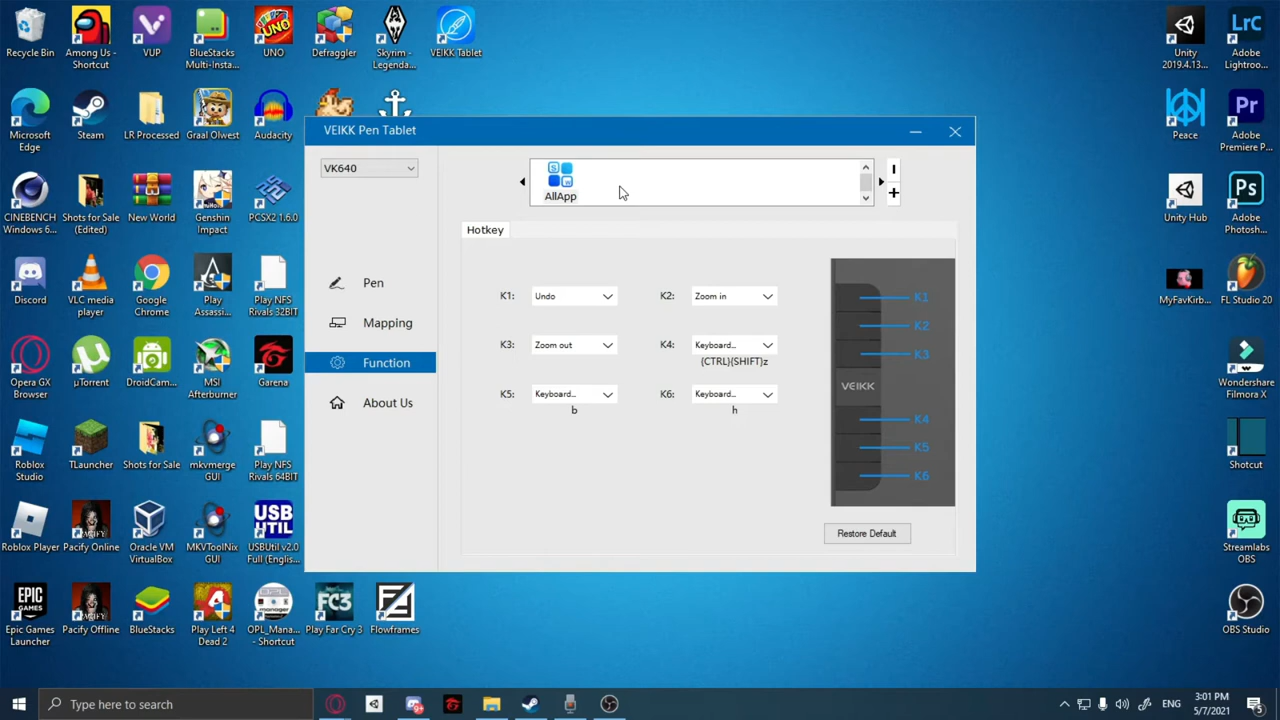 Recycle Bin
Among Us - Shortcut
VUP
BlueStacks Multi-Insta...
UNO
Defraggler
Skyrim - Legenda...
VEIKK Tablet
Unity 2019.4.13...
Adobe Lightroo...
Microsoft Edge
Steam
LR Processed
Graal Olwest
Audacity
Peace
Adobe Premiere P...
CINEBENCH Windows 6...
Shots for Sale (Edited)
New World
Genshin Impact
PCSX2 1.6.0
Unity Hub
Adobe Photosh...
Discord
VLC media player
Google Chrome
Play Assassi...
Play NFS Rivals 32BIT
MyFavKirb...
FL Studio 20
Opera GX Browser
µTorrent
DroidCam...
MSI Afterburner
Garena
Wondershare Filmora X
Roblox Studio
TLauncher
Shots for Sale
mkvmerge GUI
Play NFS Rivals 64BIT
Shotcut
Roblox Player
Pacify Online
Oracle VM VirtualBox
MKVToolNix GUI
USBUtil v2.0 Full (Englis...
Streamlabs OBS
Epic Games Launcher
Pacify Offline
BlueStacks
Play Left 4 Dead 2
OPL_Mana... - Shortcut
Play Far Cry 3
Flowframes
OBS Studio
VEIKK Pen Tablet
VK640
AllApp
Pen
Mapping
Function
About Us
Hotkey
K1: Undo
K2: Zoom in
K3: Zoom out
K4: Keyboard...
{CTRL}{SHIFT}z
K5: Keyboard...
b
K6: Keyboard...
h
K1
K2
K3
VEIKK
K4
K5
K6
Restore Default
Type here to search
ENG
3:01 PM
5/7/2021